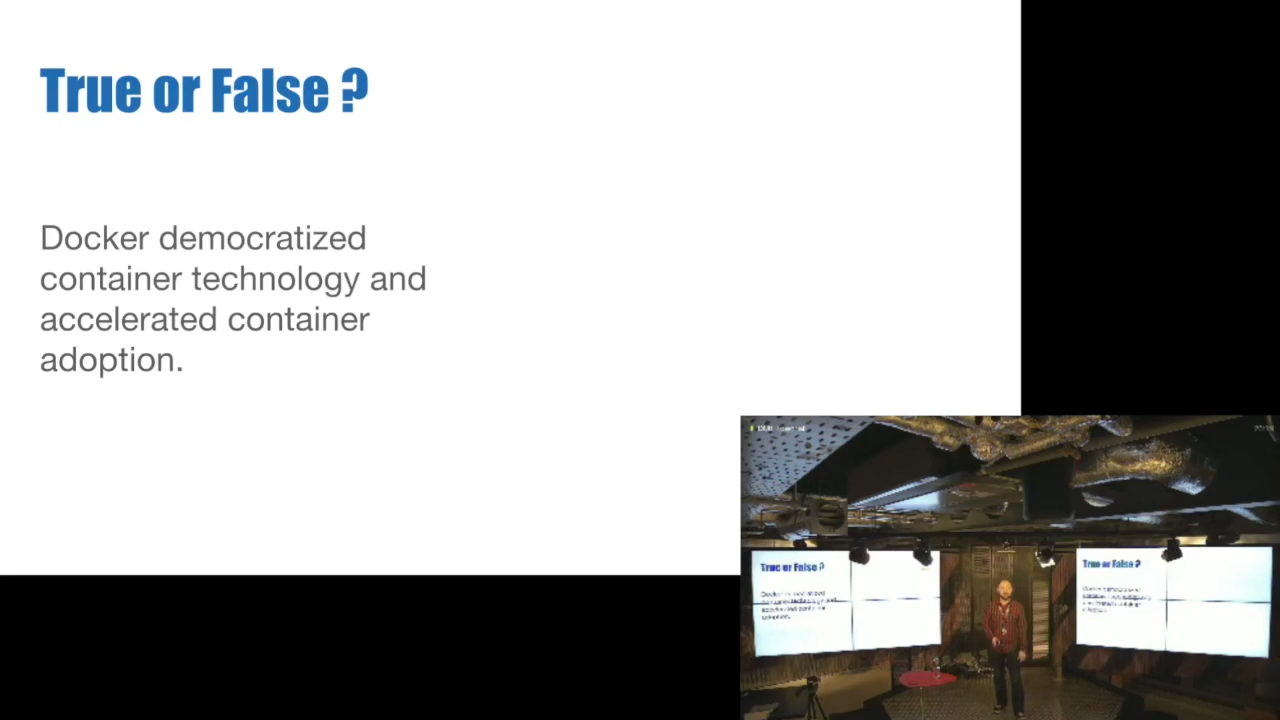 True or False ?
Docker democratized
container technology and
accelerated container
adoption.
True or False ?
True or False ?